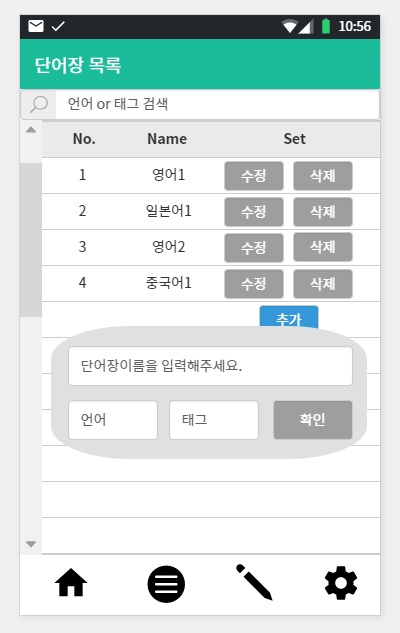 10:56
단어장 목록
언어 or 태그 검색
No. Name Set
1 영어1 수정 삭제
2 일본어1 수정 삭제
3 영어2 수정 삭제
4 중국어1 수정 삭제
추가
단어장이름을 입력해주세요.
언어 태그 확인